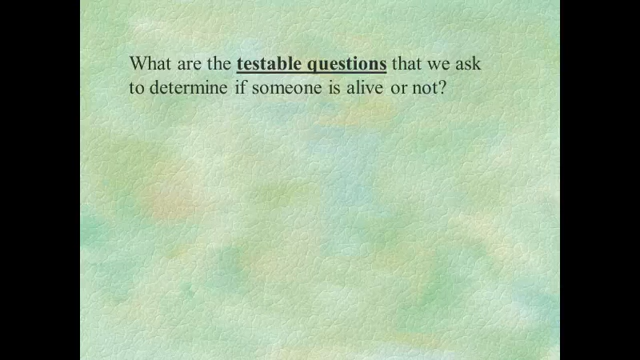 What are the testable questions that we ask
to determine if someone is alive or not?